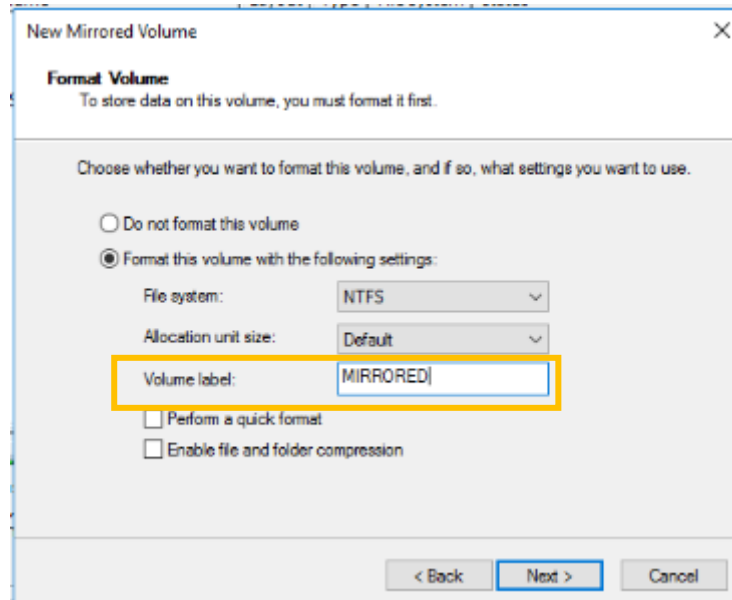 New Mirrored Volume
Format Volume
To store data on this volume, you must format it first.
Choose whether you want to format this volume, and if so, what settings you want to use.
Do not format this volume
Format this volume with the following settings:
File system: NTFS
Allocation unit size: Default
Volume label: MIRRORED
Perform a quick format
Enable file and folder compression
< Back Next > Cancel